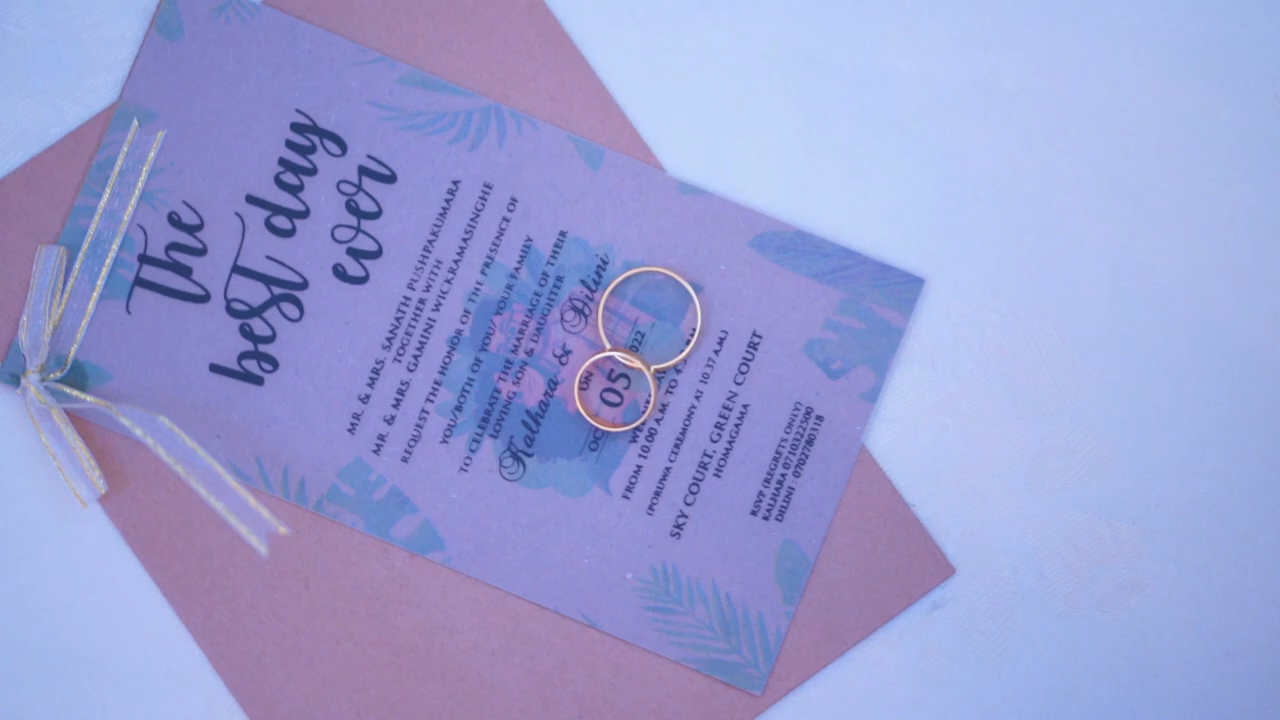 The
best day
ever
MR. & MRS. SANATH PUSHPAKUMARA
TOGETHER WITH
MR. & MRS. GAMINI WICKRAMASINGHE
REQUEST THE HONOR OF THE PRESENCE OF
YOU/BOTH OF YOU/ YOUR FAMILY
TO CELEBRATE THE MARRIAGE OF THEIR
LOVING SON & DAUGHTER
Kalhara & Dilini
ON
05
FROM 10.00 A.M. TO
(PORUWA CEREMONY AT 10.37 A.M.)
SKY COURT, GREEN COURT
HOMAGAMA
RSVP (REGRETS ONLY)
KALHARA 0710322500
DILINI : 0702780318